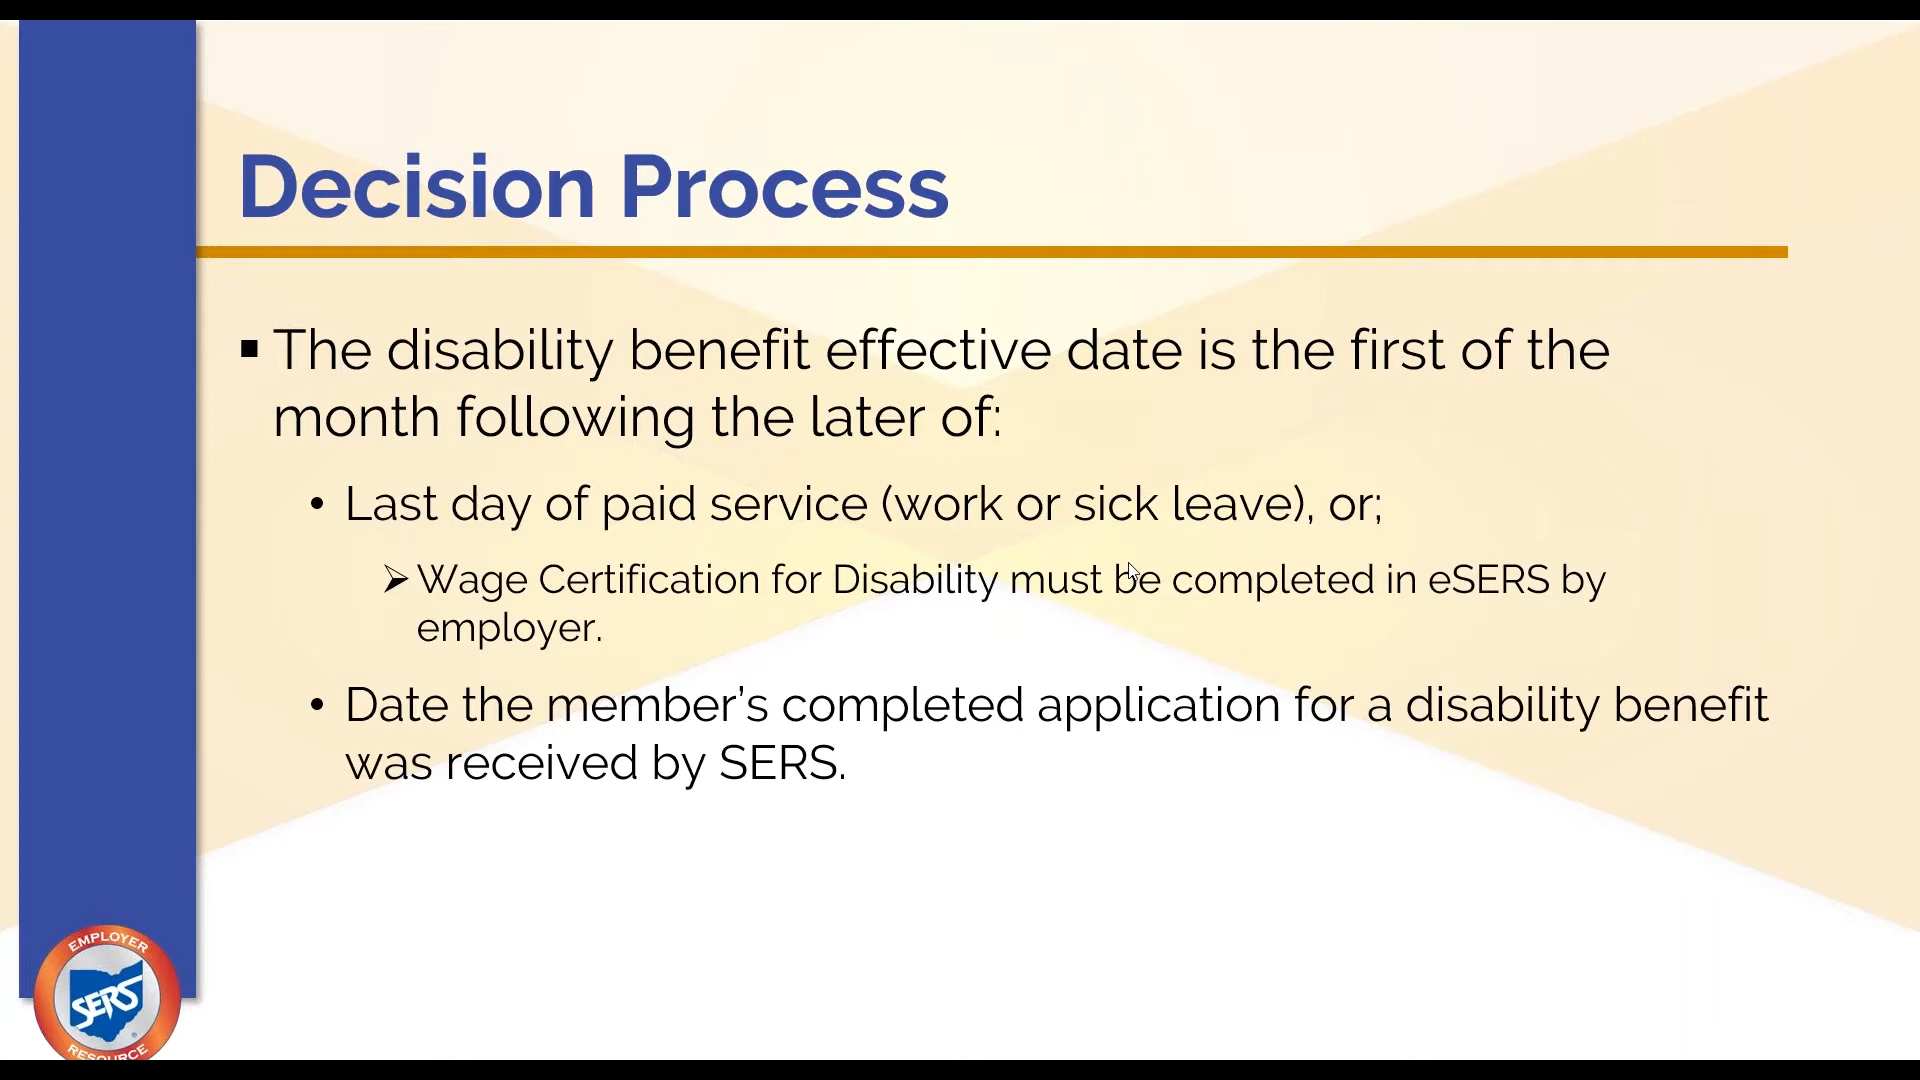 Decision Process
▪ The disability benefit effective date is the first of the
month following the later of:
• Last day of paid service (work or sick leave), or;
➢ Wage Certification for Disability must be completed in eSERS by
employer.
• Date the member’s completed application for a disability benefit
was received by SERS.
EMPLOYER
SERS
RESOURCE